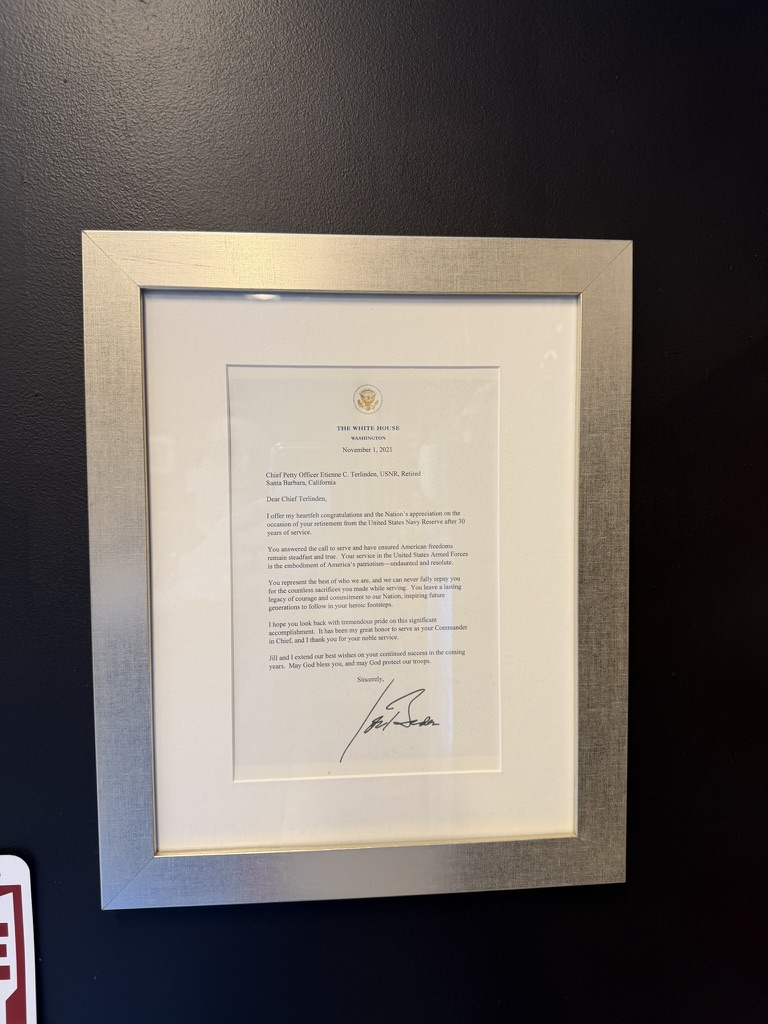 THE WHITE HOUSE
WASHINGTON
November 1, 2021
Chief Petty Officer Etienne C. Terlinden, USNR, Retired
Santa Barbara, California
Dear Chief Terlinden,
I offer my heartfelt congratulations and the Nation's appreciation on the
occasion of your retirement from the United States Navy Reserve after 30
years of service.
You answered the call to serve and have ensured American freedoms
remain steadfast and true. Your service in the United States Armed Forces
is the embodiment of America's patriotism—undaunted and resolute.
You represent the best of who we are, and we can never fully repay you
for the countless sacrifices you made while serving. You leave a lasting
legacy of courage and commitment to our Nation, inspiring future
generations to follow in your heroic footsteps.
I hope you look back with tremendous pride on this significant
accomplishment. It has been my great honor to serve as your Commander
in Chief, and I thank you for your noble service.
Jill and I extend our best wishes on your continued success in the coming
years. May God bless you, and may God protect our troops.
Sincerely,
Joe Biden